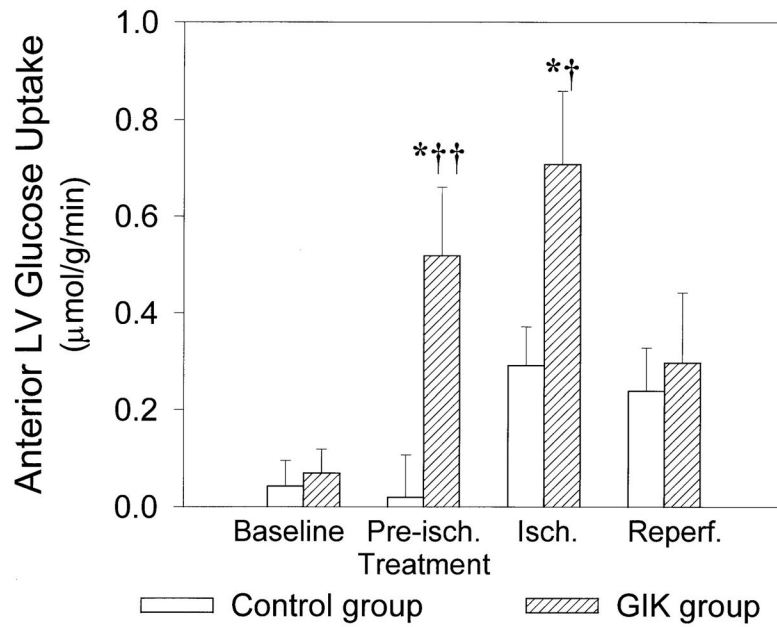 Anterior LV Glucose Uptake
(μmol/g/min)
1.0
0.8
0.6
0.4
0.2
0.0
*††
*†
Baseline Pre-isch. Isch. Reperf.
Treatment
Control group GIK group